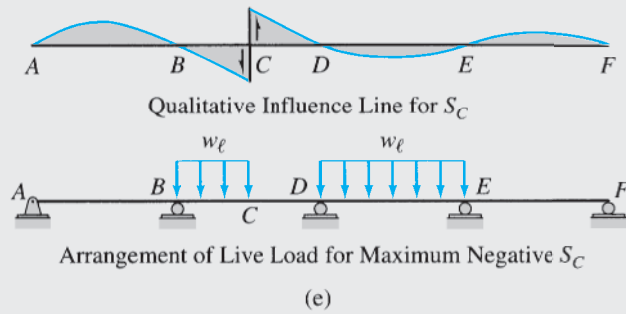 A B C D E F
Qualitative Influence Line for S_C
w_ℓ w_ℓ
A B C D E F
Arrangement of Live Load for Maximum Negative S_C
(e)